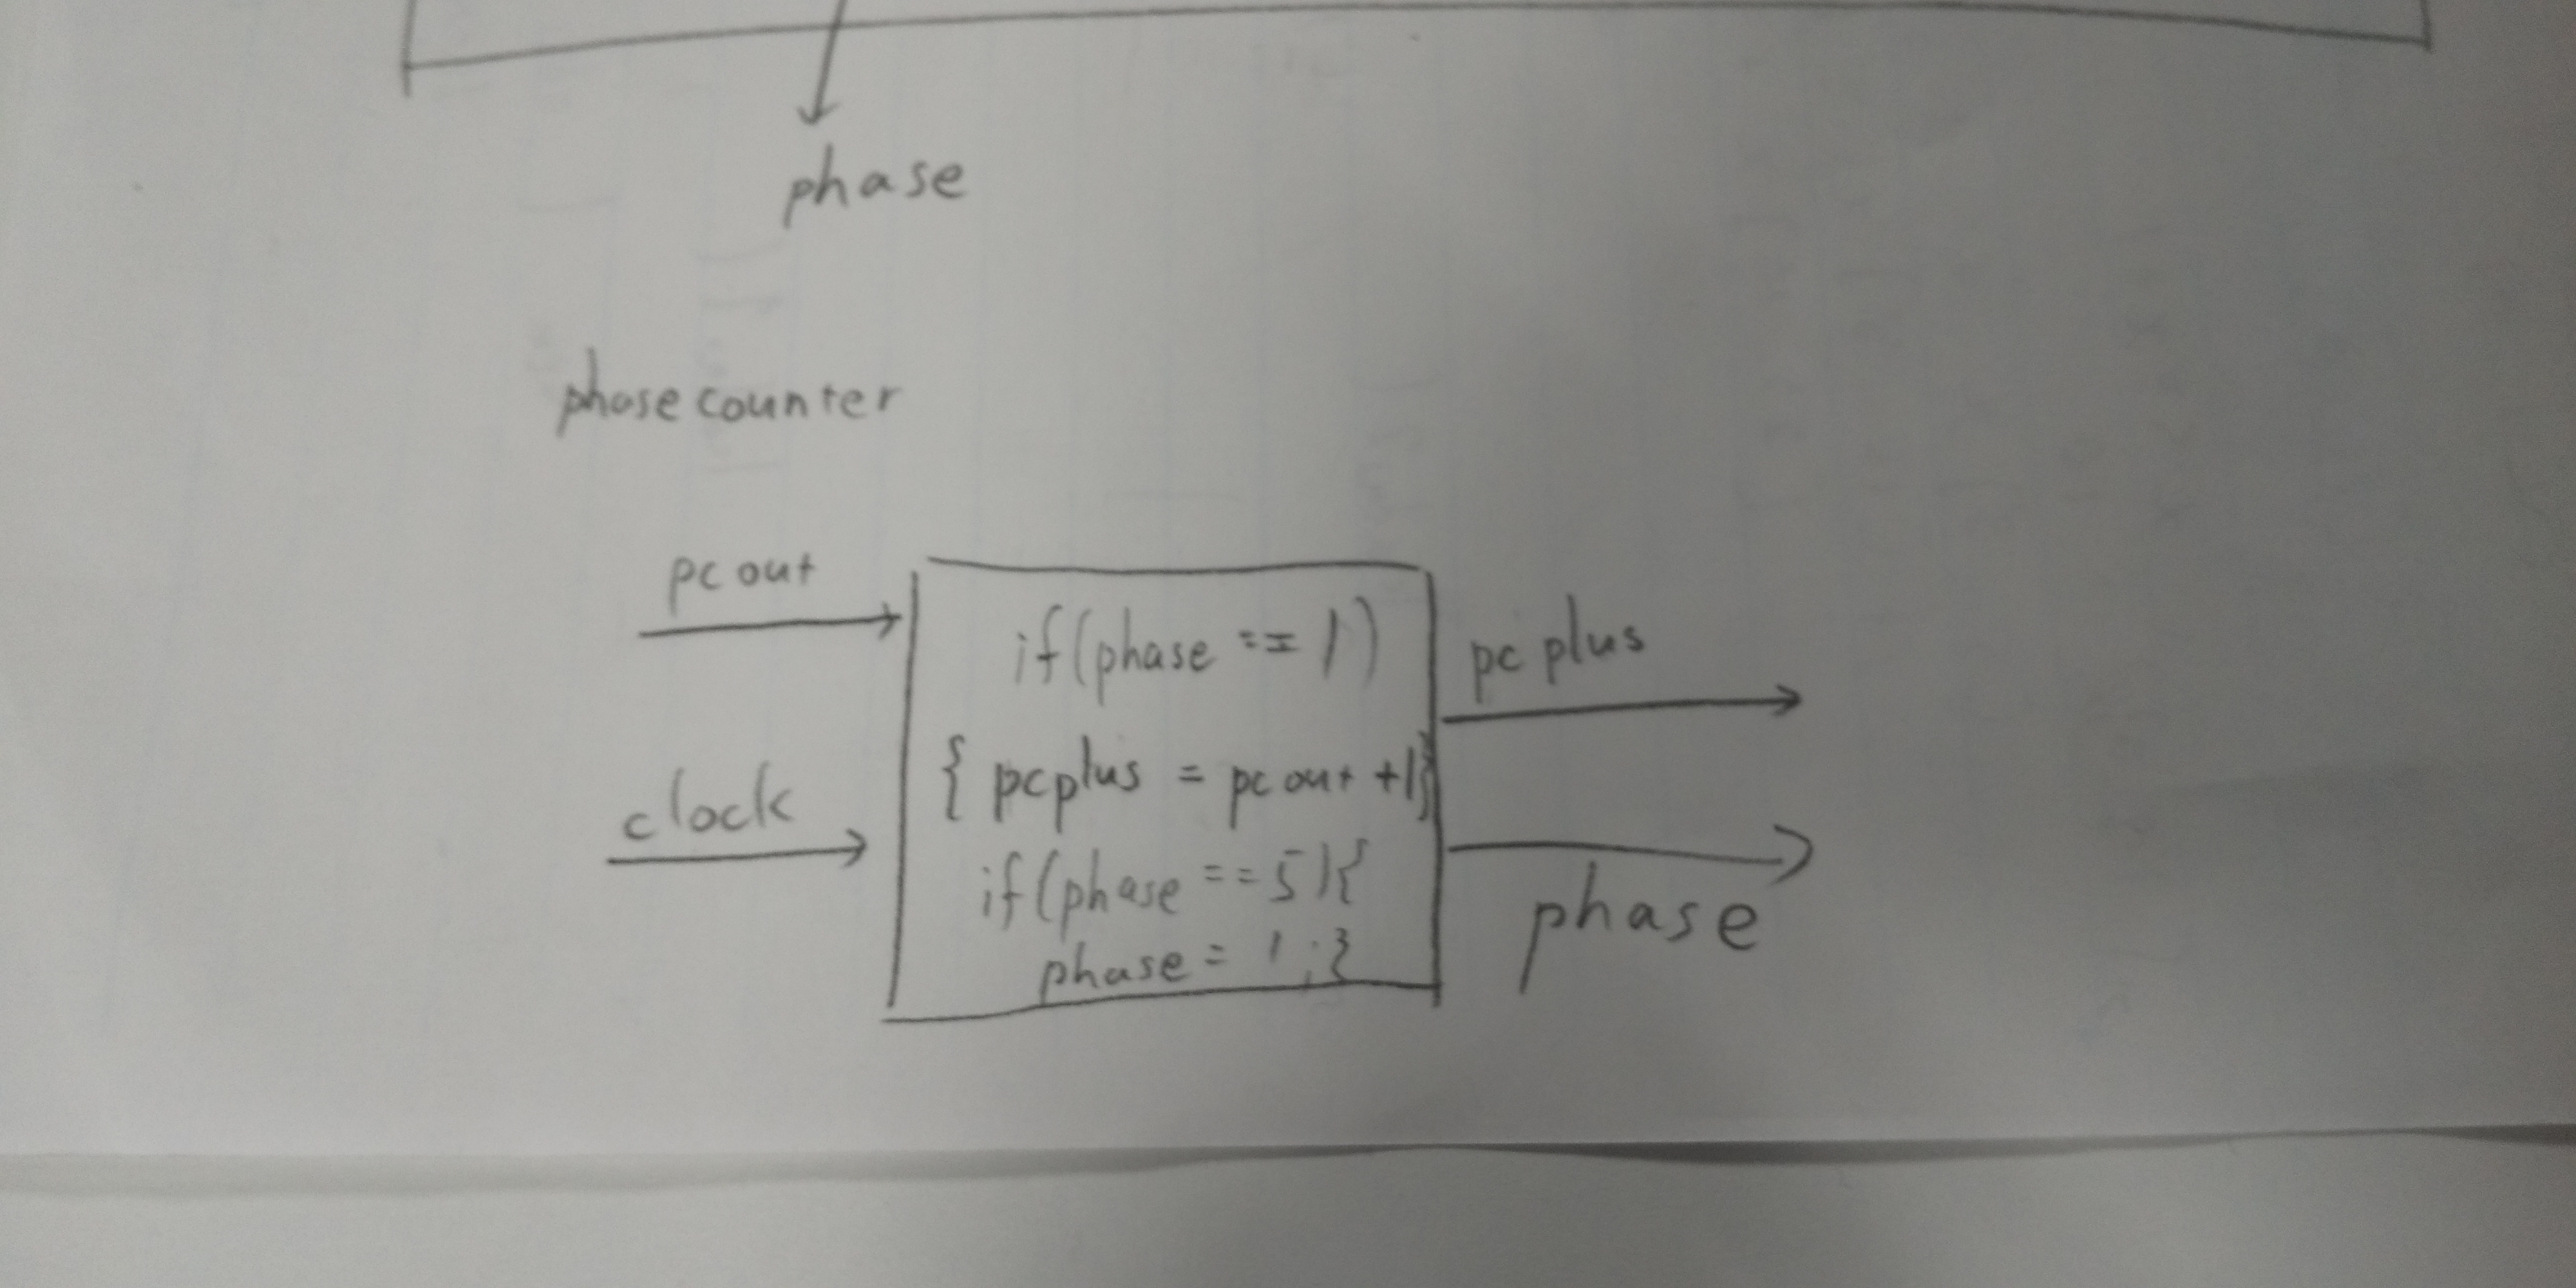 phase
phase counter
pc out
if (phase == 1)
pc plus
{ pcplus = pc out +1}
clock
if (phase == 5) {
phase
phase = 1 ; }